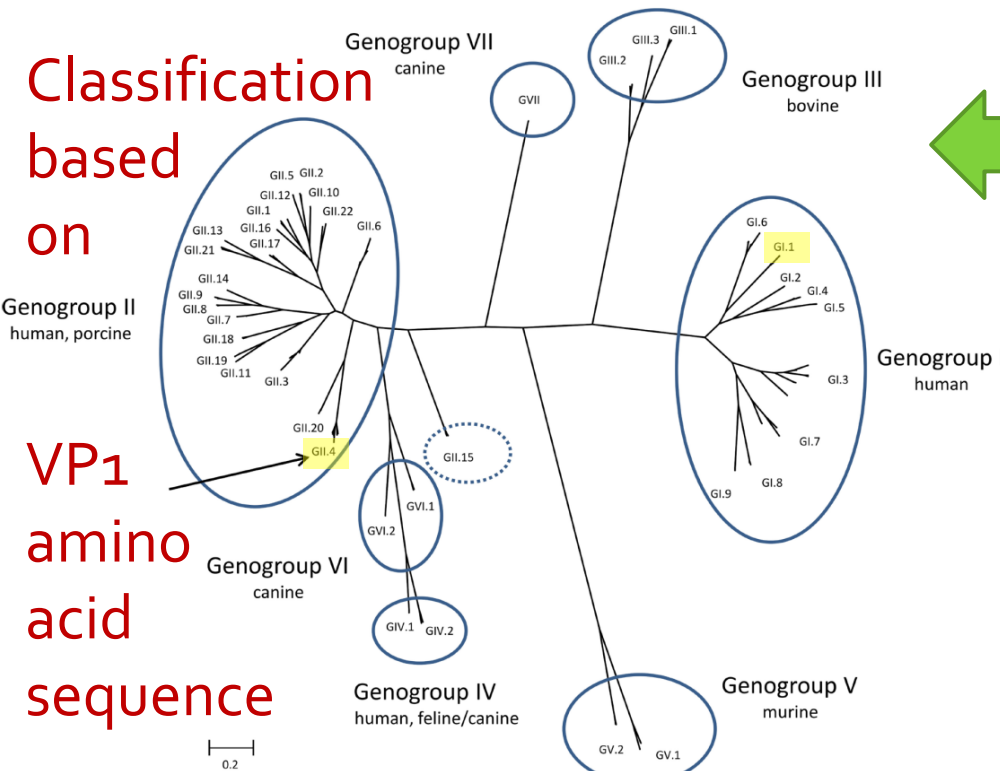 Classification
based
on
VP1
amino
acid
sequence
Genogroup VII
canine
GVII
GIII.1
GIII.3
GIII.2
Genogroup III
bovine
GII.5
GII.2
GII.12
GII.10
GII.1
GII.22
GII.16
GII.6
GII.13
GII.17
GII.21
GII.14
GII.9
GII.8
GII.7
GII.18
GII.19
GII.11
GII.3
GII.20
GII.4
Genogroup II
human, porcine
GI.6
GI.1
GI.2
GI.4
GI.5
GI.3
GI.7
GI.8
GI.9
Genogroup
human
GII.15
GVI.1
GVI.2
Genogroup VI
canine
GIV.1
GIV.2
Genogroup IV
human, feline/canine
Genogroup V
murine
GV.2
GV.1
0.2